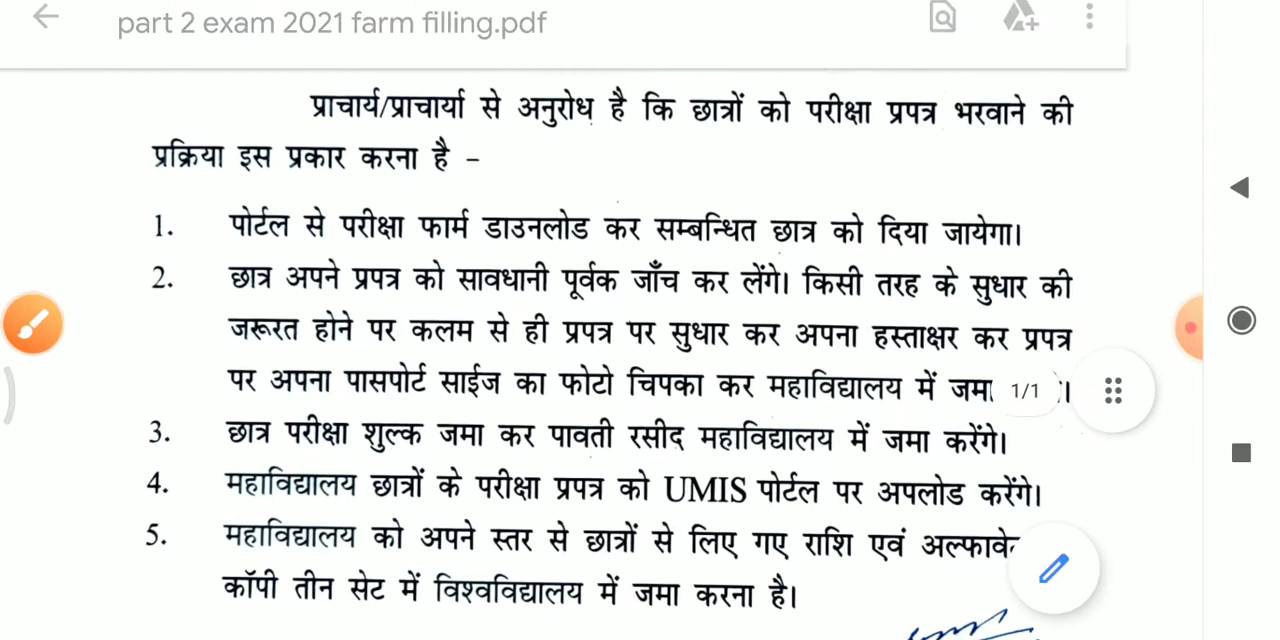 part 2 exam 2021 farm filling.pdf
प्राचार्य/प्राचार्या से अनुरोध है कि छात्रों को परीक्षा प्रपत्र भरवाने की
प्रक्रिया इस प्रकार करना है -
1. पोर्टल से परीक्षा फार्म डाउनलोड कर सम्बन्धित छात्र को दिया जायेगा।
2. छात्र अपने प्रपत्र को सावधानी पूर्वक जाँच कर लेंगे। किसी तरह के सुधार की
जरूरत होने पर कलम से ही प्रपत्र पर सुधार कर अपना हस्ताक्षर कर प्रपत्र
पर अपना पासपोर्ट साईज का फोटो चिपका कर महाविद्यालय में जमा
1/1
3. छात्र परीक्षा शुल्क जमा कर पावती रसीद महाविद्यालय में जमा करेंगे।
4. महाविद्यालय छात्रों के परीक्षा प्रपत्र को UMIS पोर्टल पर अपलोड करेंगे।
5. महाविद्यालय को अपने स्तर से छात्रों से लिए गए राशि एवं
कॉपी तीन सेट में विश्वविद्यालय में जमा करना है।